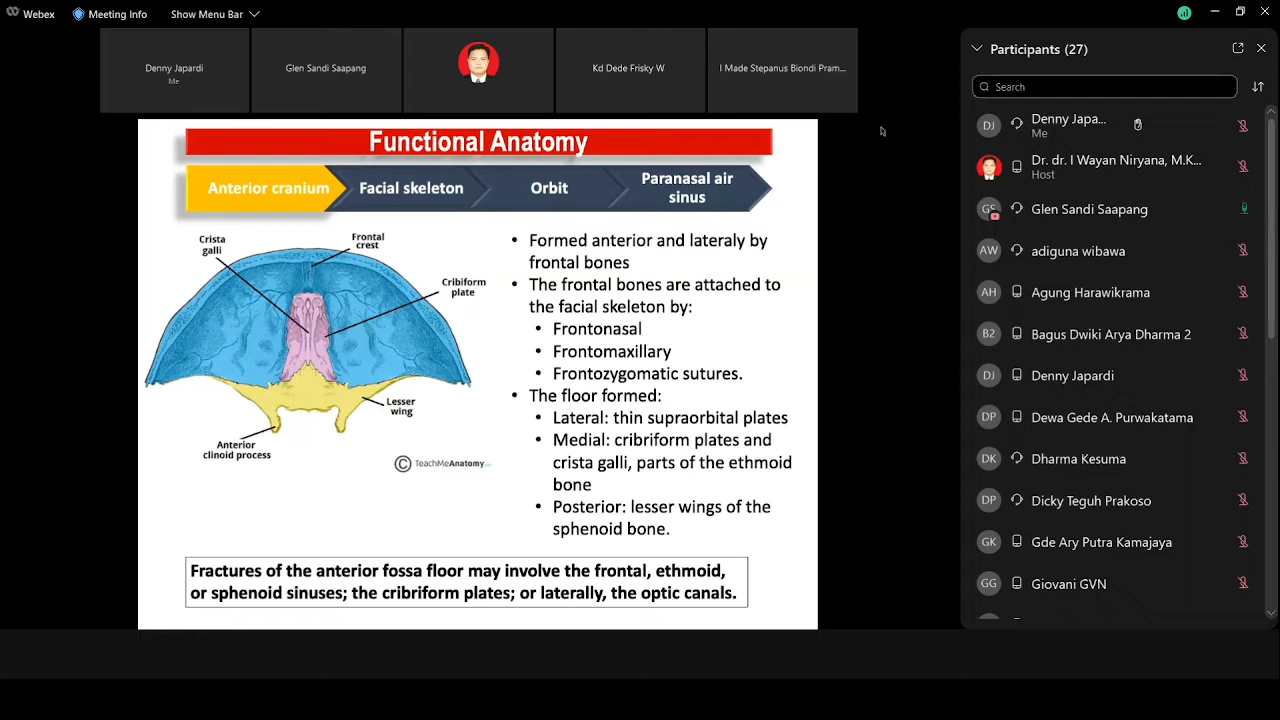 Webex
Meeting Info
Show Menu Bar
Denny Japardi
Me
Glen Sandi Saapang
Kd Dede Frisky W
I Made Stepanus Biondi Pram...
Functional Anatomy
Anterior cranium
Facial skeleton
Orbit
Paranasal air
sinus
Crista
galli
Frontal
crest
Cribiform
plate
Lesser
wing
Anterior
clinoid process
© TeachMeAnatomy
• Formed anterior and lateraly by
frontal bones
• The frontal bones are attached to
the facial skeleton by:
• Frontonasal
• Frontomaxillary
• Frontozygomatic sutures.
• The floor formed:
• Lateral: thin supraorbital plates
• Medial: cribriform plates and
crista galli, parts of the ethmoid
bone
• Posterior: lesser wings of the
sphenoid bone.
Fractures of the anterior fossa floor may involve the frontal, ethmoid,
or sphenoid sinuses; the cribriform plates; or laterally, the optic canals.
Participants (27)
Search
DJ
Denny Japa...
Me
Dr. dr. I Wayan Niryana, M.K...
Host
GS
Glen Sandi Saapang
AW
adiguna wibawa
AH
Agung Harawikrama
B2
Bagus Dwiki Arya Dharma 2
DJ
Denny Japardi
DP
Dewa Gede A. Purwakatama
DK
Dharma Kesuma
DP
Dicky Teguh Prakoso
GK
Gde Ary Putra Kamajaya
GG
Giovani GVN